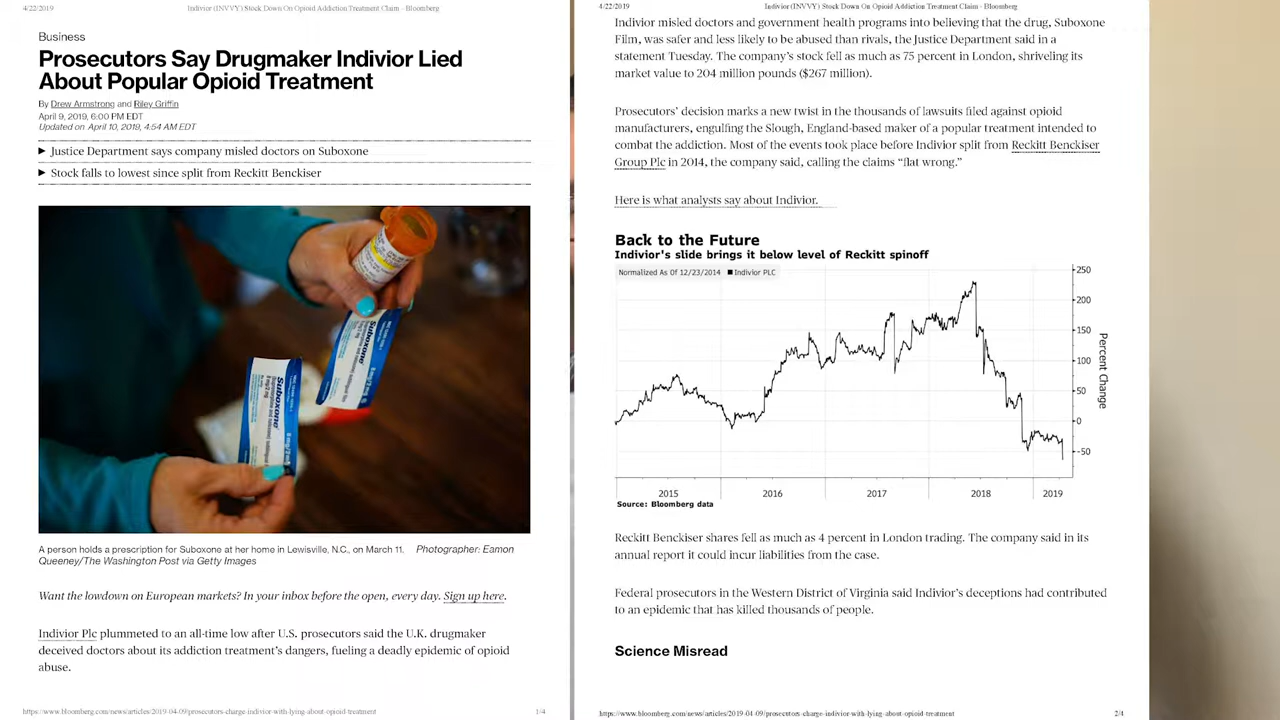 4/22/2019
Indivior (INVVY) Stock Down On Opioid Addiction Treatment Claim - Bloomberg
Business
Prosecutors Say Drugmaker Indivior Lied
About Popular Opioid Treatment
By Drew Armstrong and Riley Griffin
April 9, 2019, 6:00 PM EDT
Updated on April 10, 2019, 4:54 AM EDT
Justice Department says company misled doctors on Suboxone
Stock falls to lowest since split from Reckitt Benckiser
Suboxone
Suboxone
A person holds a prescription for Suboxone at her home in Lewisville, N.C., on March 11. Photographer: Eamon
Queeney/The Washington Post via Getty Images
Want the lowdown on European markets? In your inbox before the open, every day. Sign up here.
Indivior Plc plummeted to an all-time low after U.S. prosecutors said the U.K. drugmaker
deceived doctors about its addiction treatment's dangers, fueling a deadly epidemic of opioid
abuse.
https://www.bloomberg.com/news/articles/2019-04-09/prosecutors-charge-indivior-with-lying-about-opioid-treatment
1/4
4/22/2019
Indivior (INVVY) Stock Down On Opioid Addiction Treatment Claim - Bloomberg
Indivior misled doctors and government health programs into believing that the drug, Suboxone
Film, was safer and less likely to be abused than rivals, the Justice Department said in a
statement Tuesday. The company's stock fell as much as 75 percent in London, shriveling its
market value to 204 million pounds ($267 million).
Prosecutors' decision marks a new twist in the thousands of lawsuits filed against opioid
manufacturers, engulfing the Slough, England-based maker of a popular treatment intended to
combat the addiction. Most of the events took place before Indivior split from Reckitt Benckiser
Group Plc in 2014, the company said, calling the claims “flat wrong.”
Here is what analysts say about Indivior.
Back to the Future
Indivior's slide brings it below level of Reckitt spinoff
Normalized As Of 12/23/2014 Indivior PLC
250
200
150
100
50
0
-50
Percent Change
2015 2016 2017 2018 2019
Source: Bloomberg data
Reckitt Benckiser shares fell as much as 4 percent in London trading. The company said in its
annual report it could incur liabilities from the case.
Federal prosecutors in the Western District of Virginia said Indivior's deceptions had contributed
to an epidemic that has killed thousands of people.
Science Misread
https://www.bloomberg.com/news/articles/2019-04-09/prosecutors-charge-indivior-with-lying-about-opioid-treatment
2/4